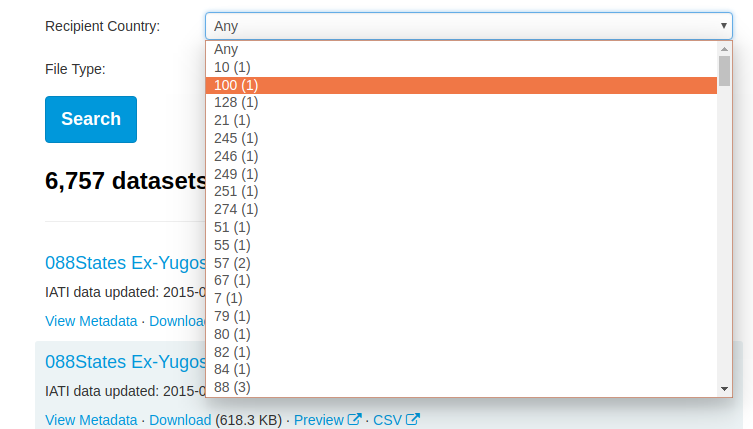 Recipient Country:
Any
Any
10 (1)
File Type:
100 (1)
128 (1)
21 (1)
Search
245 (1)
246 (1)
249 (1)
6,757 datasets
251 (1)
274 (1)
51 (1)
55 (1)
088States Ex-Yugos
57 (2)
67 (1)
IATI data updated: 2015-0
7 (1)
79 (1)
View Metadata · Downloa
80 (1)
82 (1)
088States Ex-Yugos
84 (1)
88 (3)
IATI data updated: 2015-0
View Metadata · Download (618.3 KB) · Preview · CSV